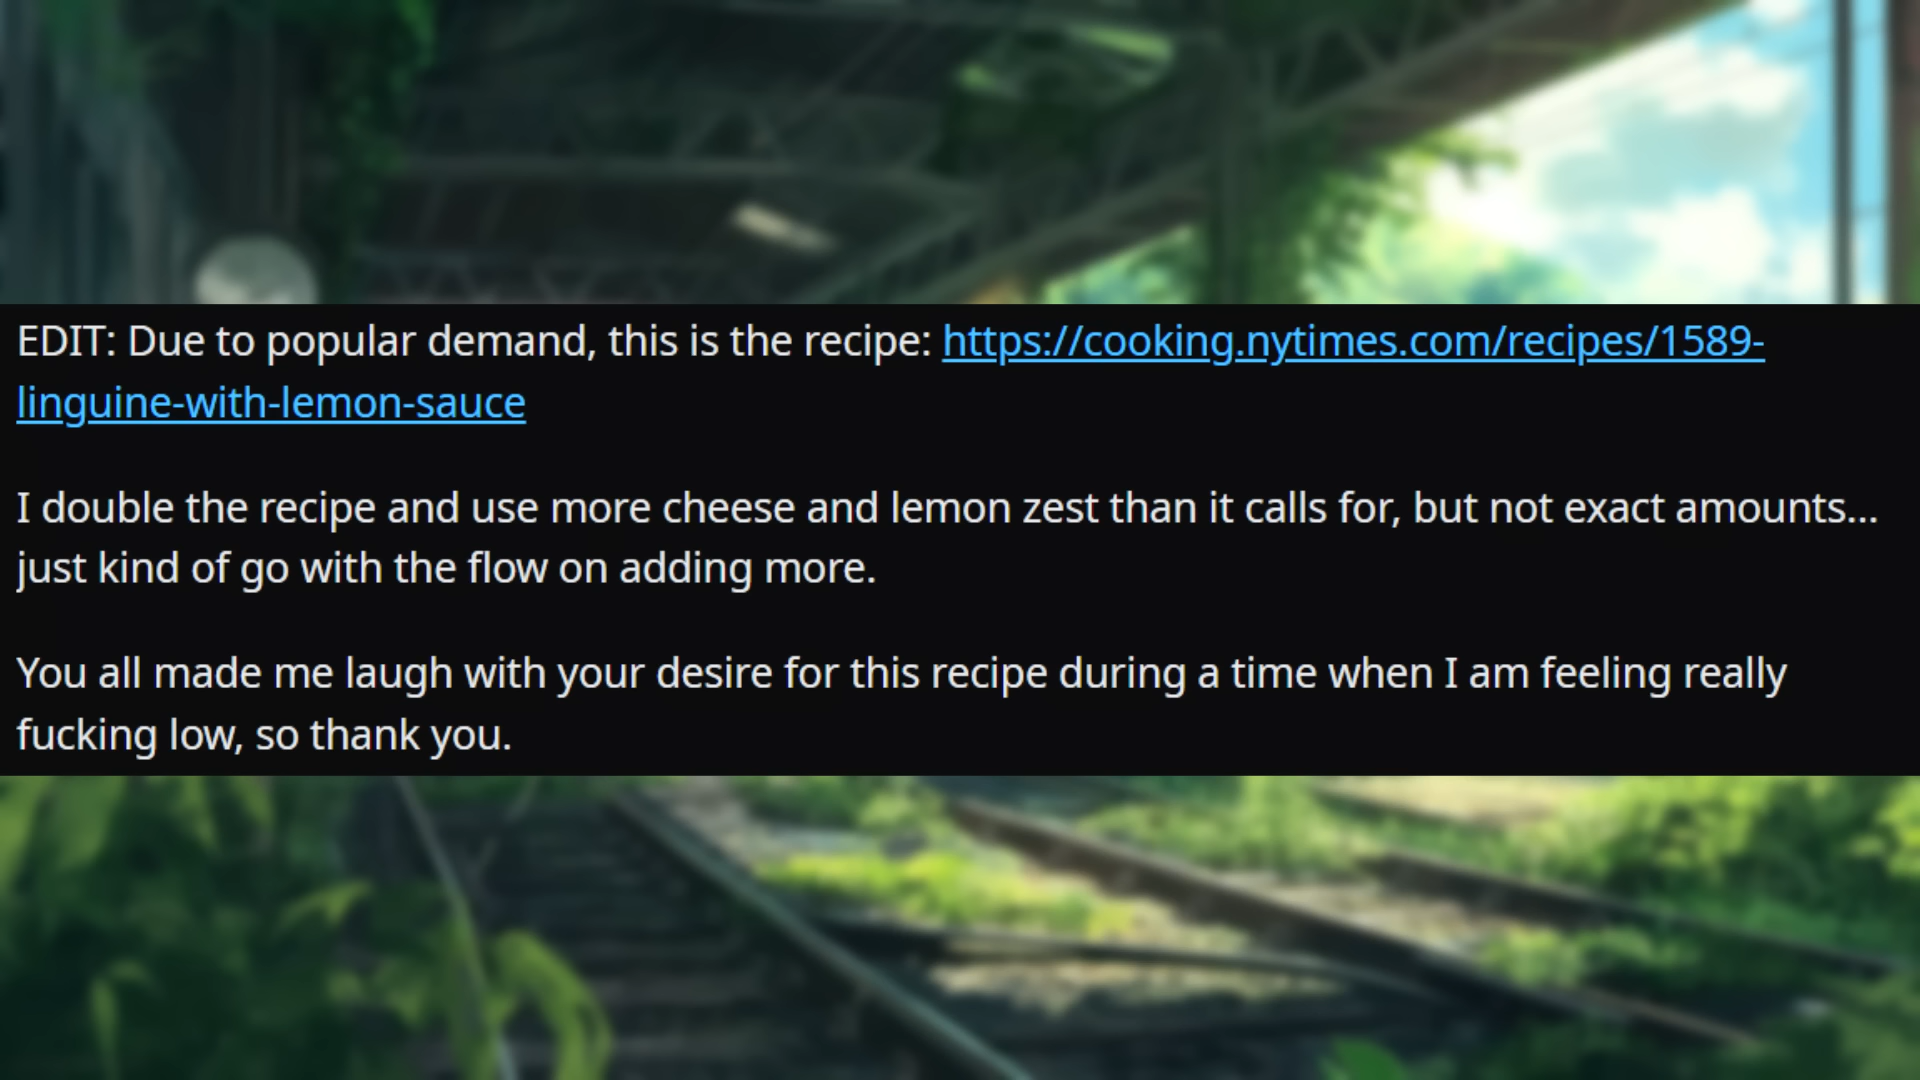 EDIT: Due to popular demand, this is the recipe: https://cooking.nytimes.com/recipes/1589-
linguine-with-lemon-sauce
I double the recipe and use more cheese and lemon zest than it calls for, but not exact amounts...
just kind of go with the flow on adding more.
You all made me laugh with your desire for this recipe during a time when I am feeling really
fucking low, so thank you.